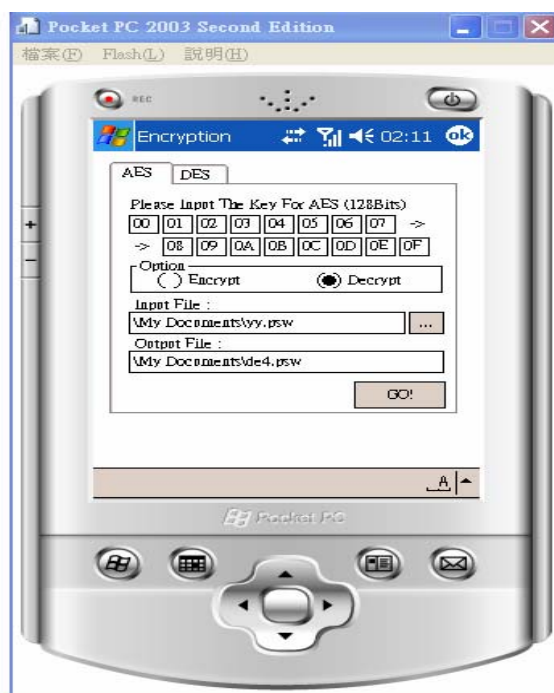 Pocket PC 2003 Second Edition
檔案(F) Flash(L) 說明(H)
REC
Encryption 02:11 ok
AES DES
Please Input The Key For AES (128Bits)
00 01 02 03 04 05 06 07 ->
-> 08 09 0A 0B 0C 0D 0E 0F
Option
Encrypt Decrypt
Input File :
\My Documents\yy.psw ...
Output File :
\My Documents\de4.psw
GO!
A
Pocket PC